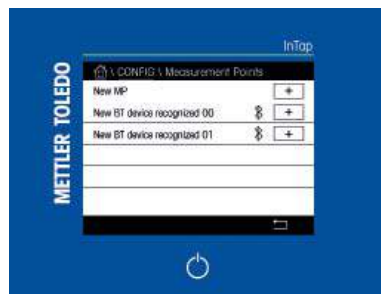 InTap
METTLER TOLEDO
\ CONFIG \ Measurement Points
New MP +
New BT device recognized 00 +
New BT device recognized 01 +